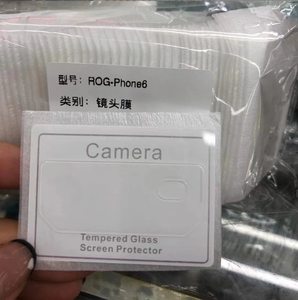 型号: ROG-Phone6
类别: 镜头膜
Camera
Tempered Glass
Screen Protector